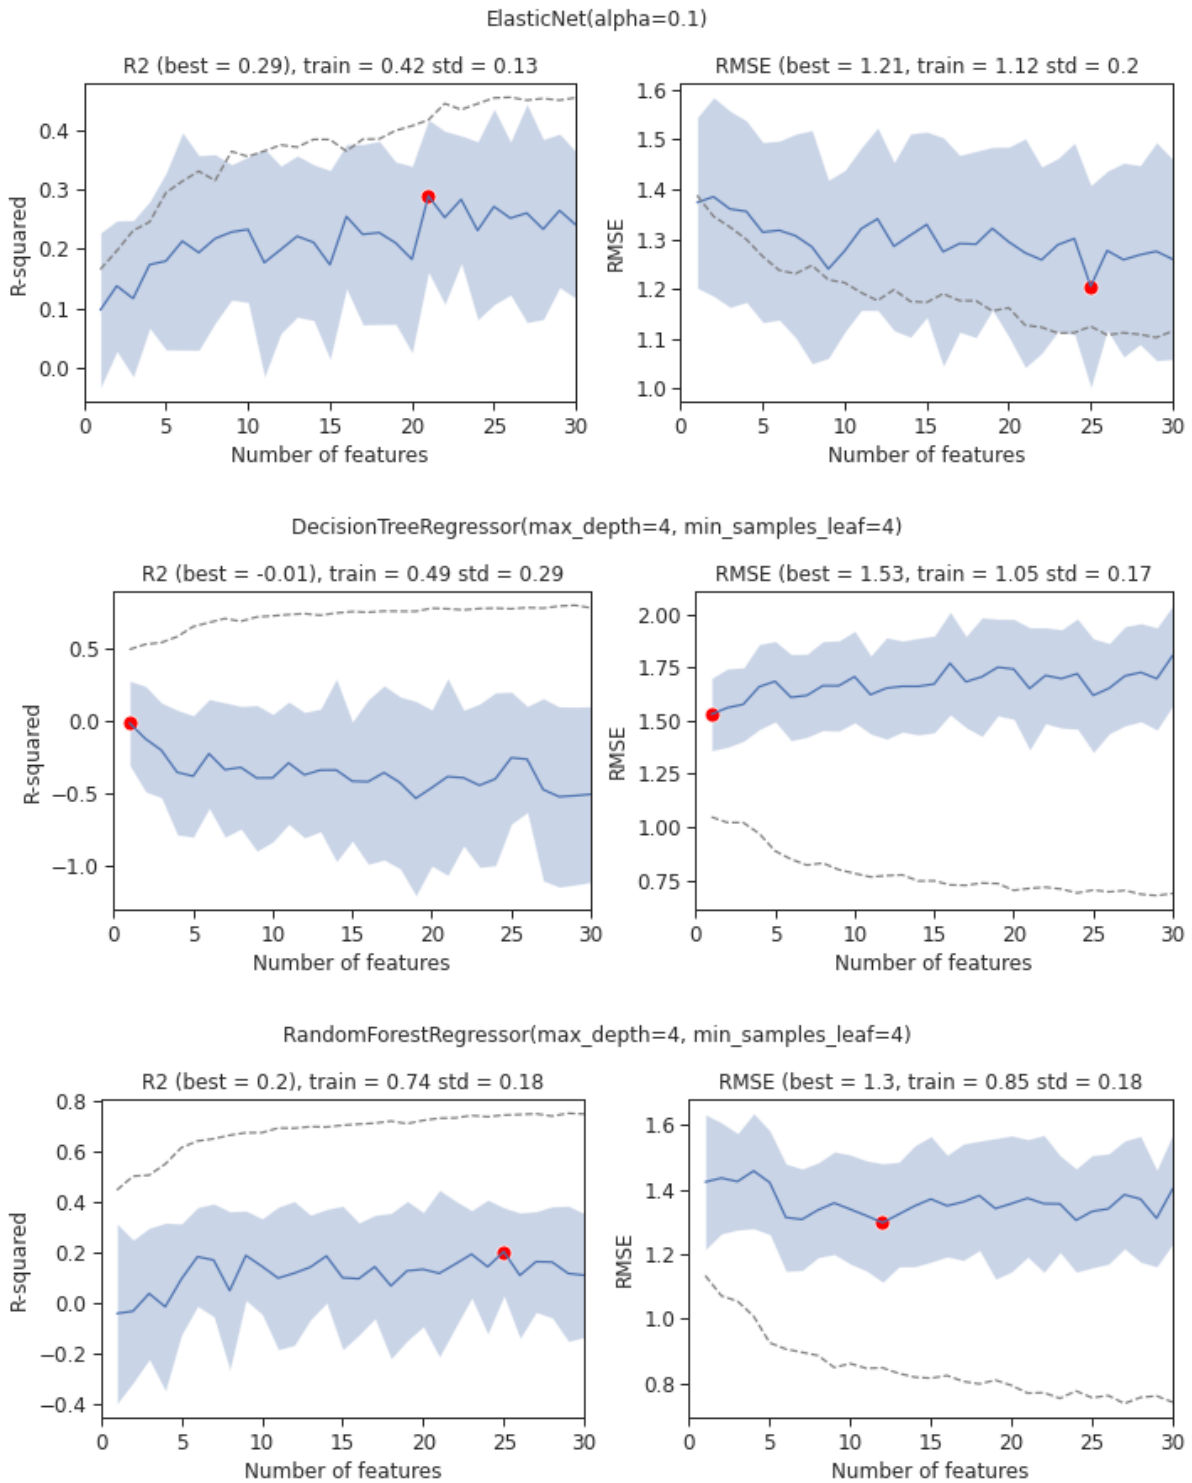 ElasticNet(alpha=0.1)
R2 (best = 0.29), train = 0.42 std = 0.13
RMSE (best = 1.21, train = 1.12 std = 0.2
0.4
0.3
0.2
0.1
0.0
R-squared
0 5 10 15 20 25 30
Number of features
1.6
1.5
1.4
1.3
1.2
1.1
1.0
RMSE
0 5 10 15 20 25 30
Number of features
DecisionTreeRegressor(max_depth=4, min_samples_leaf=4)
R2 (best = -0.01), train = 0.49 std = 0.29
RMSE (best = 1.53, train = 1.05 std = 0.17
0.5
0.0
−0.5
−1.0
R-squared
0 5 10 15 20 25 30
Number of features
2.00
1.75
1.50
1.25
1.00
0.75
RMSE
0 5 10 15 20 25 30
Number of features
RandomForestRegressor(max_depth=4, min_samples_leaf=4)
R2 (best = 0.2), train = 0.74 std = 0.18
RMSE (best = 1.3, train = 0.85 std = 0.18
0.8
0.6
0.4
0.2
0.0
−0.2
−0.4
R-squared
0 5 10 15 20 25 30
Number of features
1.6
1.4
1.2
1.0
0.8
RMSE
0 5 10 15 20 25 30
Number of features